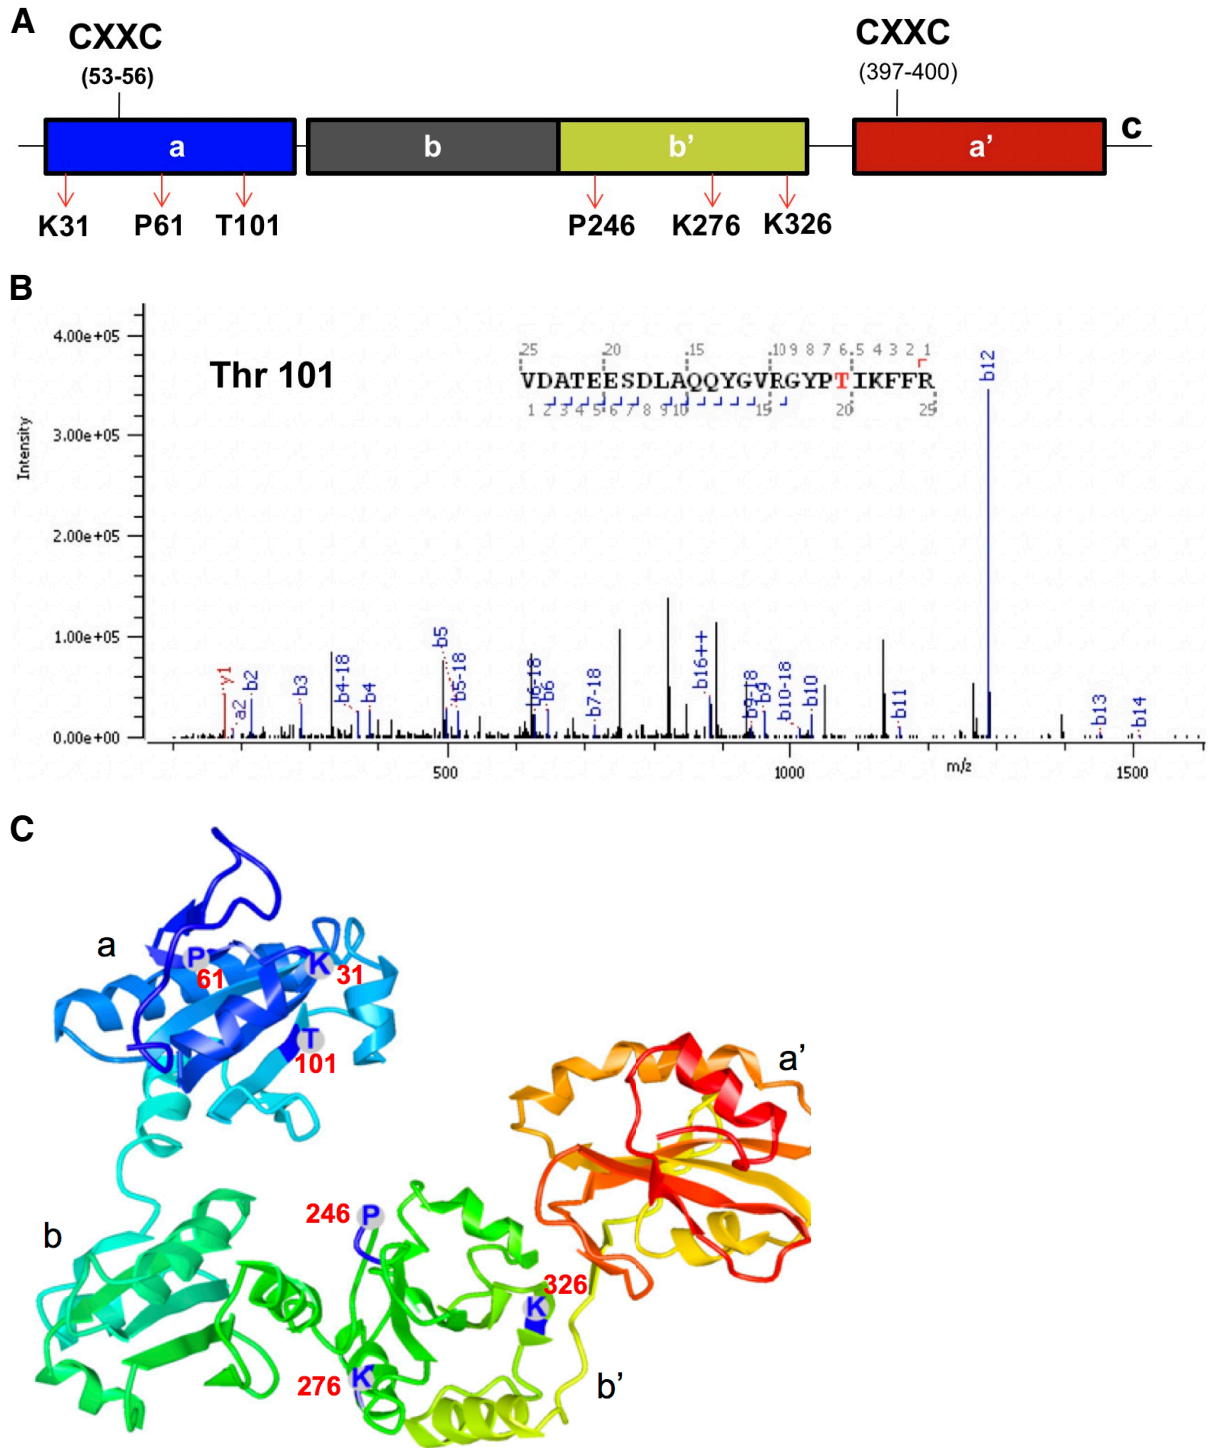 A
CXXC
(53-56)
CXXC
(397-400)
a
b
b’
a’
c
K31
P61
T101
P246
K276
K326
B
4.00e+05
3.00e+05
2.00e+05
1.00e+05
0.00e+00
Intensity
Thr 101
25 20 15 10 9 8 7 6 5 4 3 2 1
VDATEESDLAQQYGVRGYPTIKFFR
1 2 3 4 5 6 7 8 9 10 15 20 25
y1
a2
b2
b3
b4-18
b4
b5
b5-18
b6-18
b6
b7-18
b16++
b9-18
b9
b10-18
b10
b11
b12
b13
b14
500
1000
m/z
1500
C
a
P
61
K
31
T
101
a’
b
246
P
326
K
276
K
b’